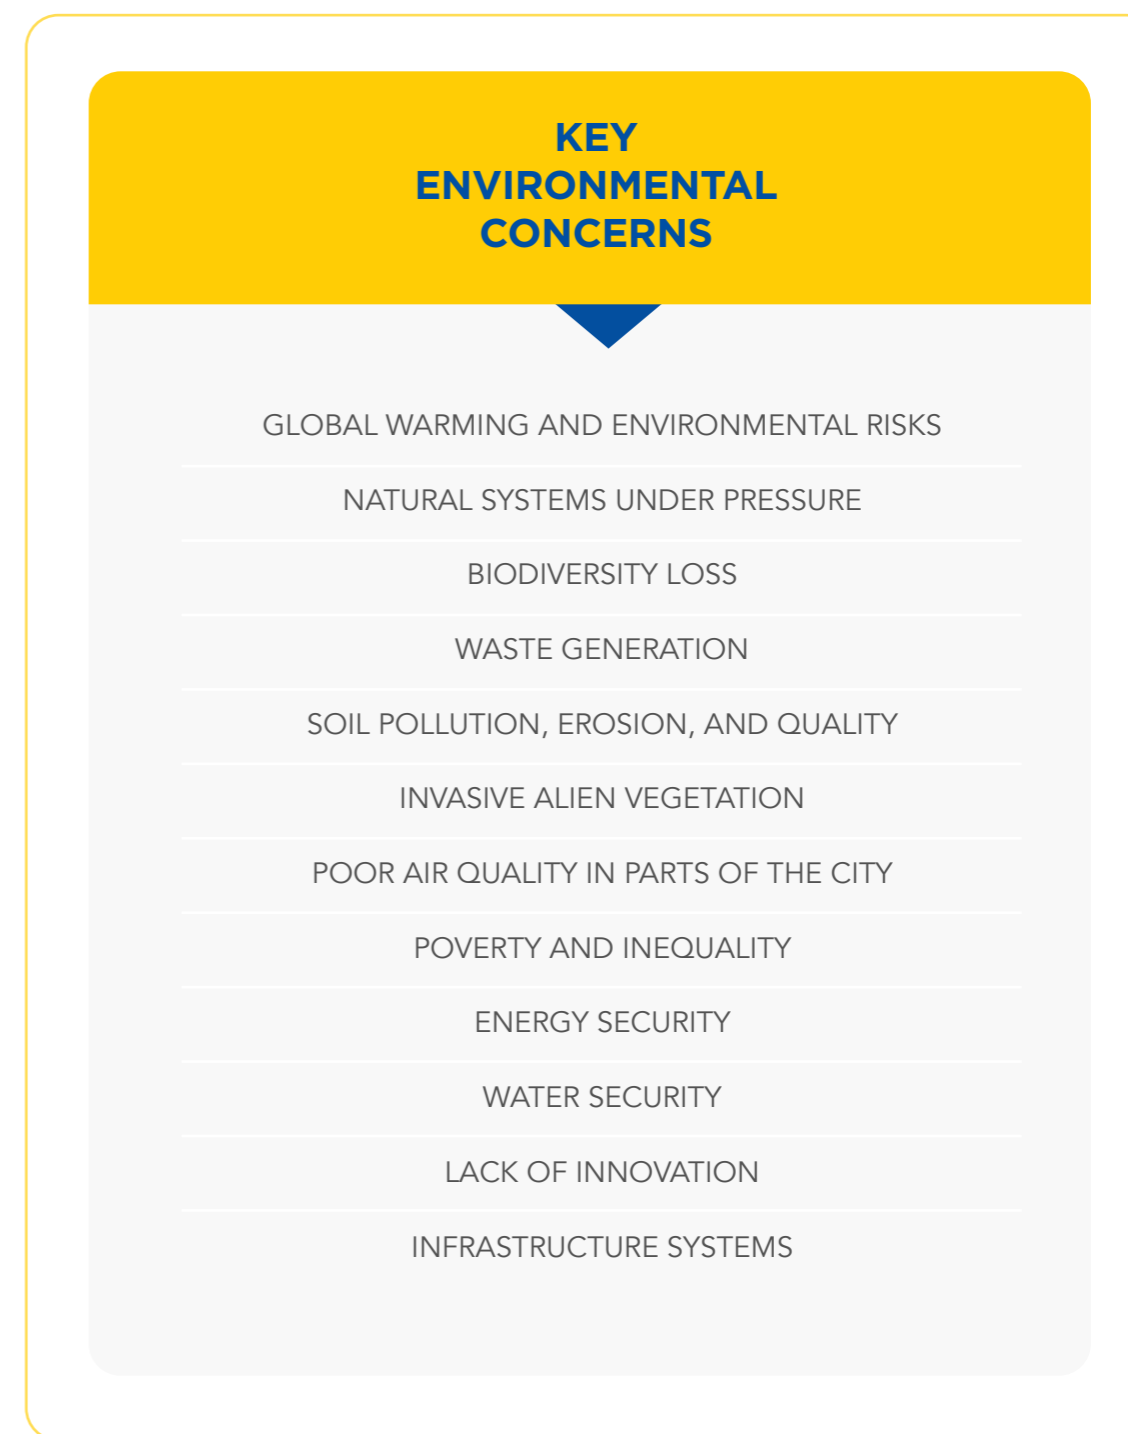 KEY
ENVIRONMENTAL
CONCERNS
GLOBAL WARMING AND ENVIRONMENTAL RISKS
NATURAL SYSTEMS UNDER PRESSURE
BIODIVERSITY LOSS
WASTE GENERATION
SOIL POLLUTION, EROSION, AND QUALITY
INVASIVE ALIEN VEGETATION
POOR AIR QUALITY IN PARTS OF THE CITY
POVERTY AND INEQUALITY
ENERGY SECURITY
WATER SECURITY
LACK OF INNOVATION
INFRASTRUCTURE SYSTEMS